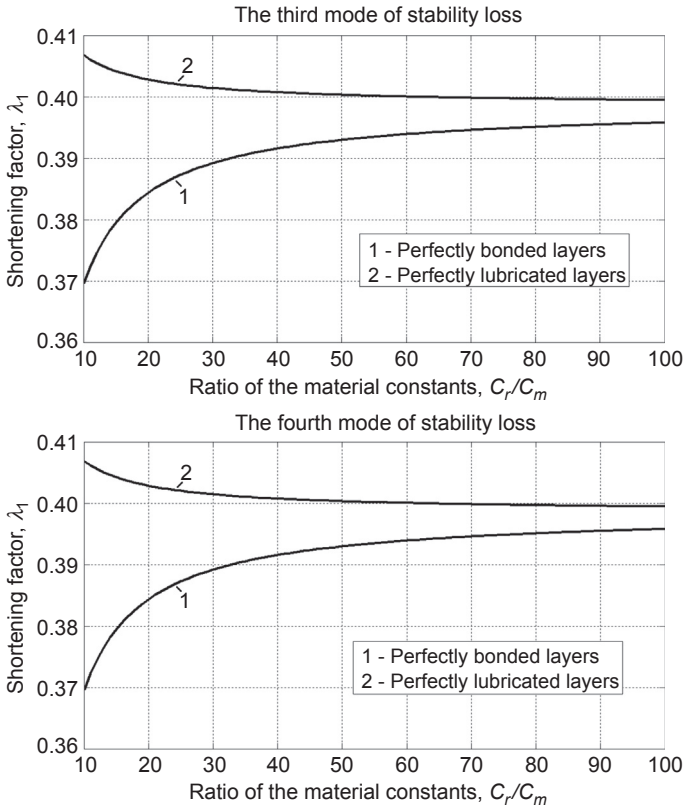 The third mode of stability loss
0.41
0.40
0.39
0.38
0.37
0.36
Shortening factor, λ1
2
1
1 - Perfectly bonded layers
2 - Perfectly lubricated layers
10 20 30 40 50 60 70 80 90 100
Ratio of the material constants, Cr/Cm
The fourth mode of stability loss
0.41
0.40
0.39
0.38
0.37
0.36
Shortening factor, λ1
2
1
1 - Perfectly bonded layers
2 - Perfectly lubricated layers
10 20 30 40 50 60 70 80 90 100
Ratio of the material constants, Cr/Cm